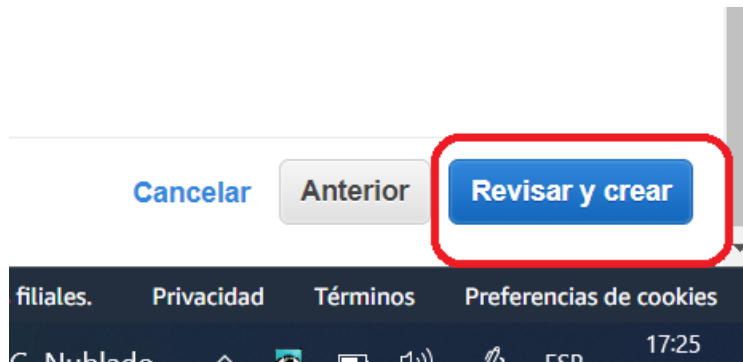 Cancelar Anterior Revisar y crear
filiales. Privacidad Términos Preferencias de cookies
Nublado ESP 17:25